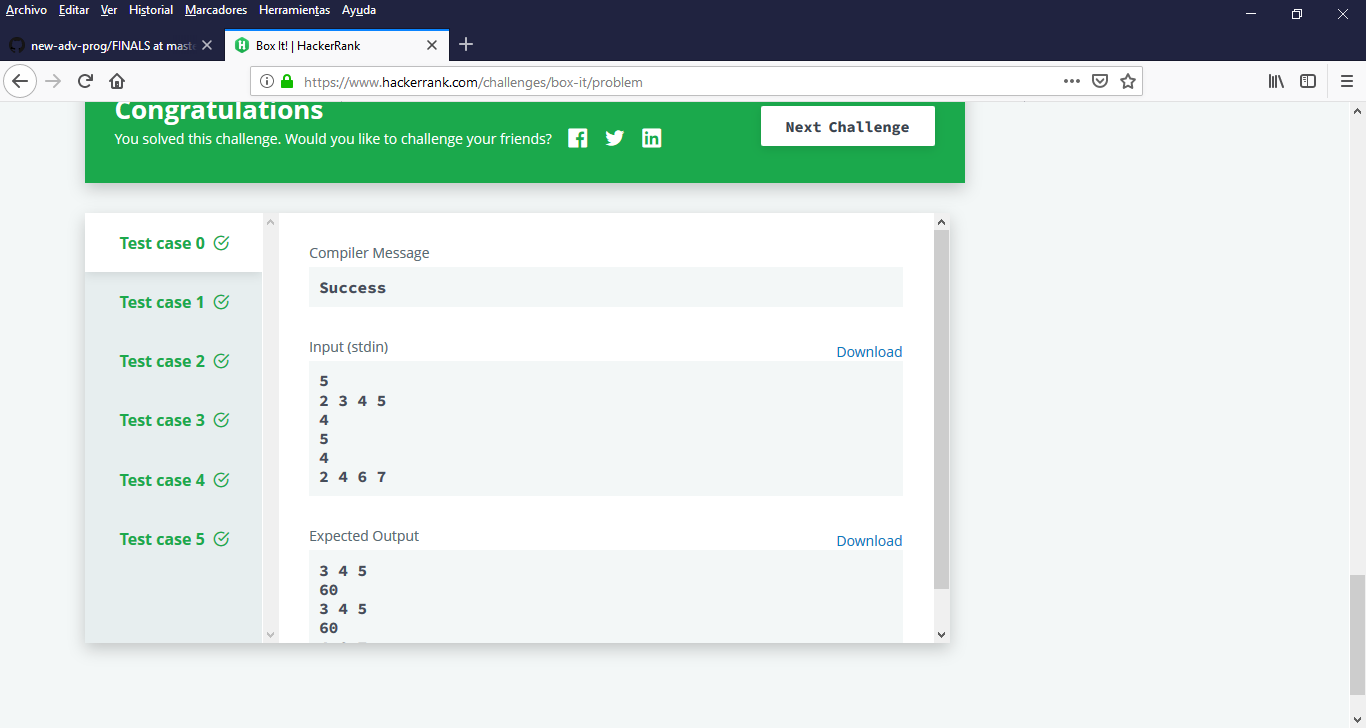 Archivo Editar Ver Historial Marcadores Herramientas Ayuda
new-adv-prog/FINALS at mast
Box It! | HackerRank
https://www.hackerrank.com/challenges/box-it/problem
Congratulations
You solved this challenge. Would you like to challenge your friends?
Next Challenge
Test case 0
Test case 1
Test case 2
Test case 3
Test case 4
Test case 5
Compiler Message
Success
Input (stdin)
Download
5
2 3 4 5
4
5
4
2 4 6 7
Expected Output
Download
3 4 5
60
3 4 5
60